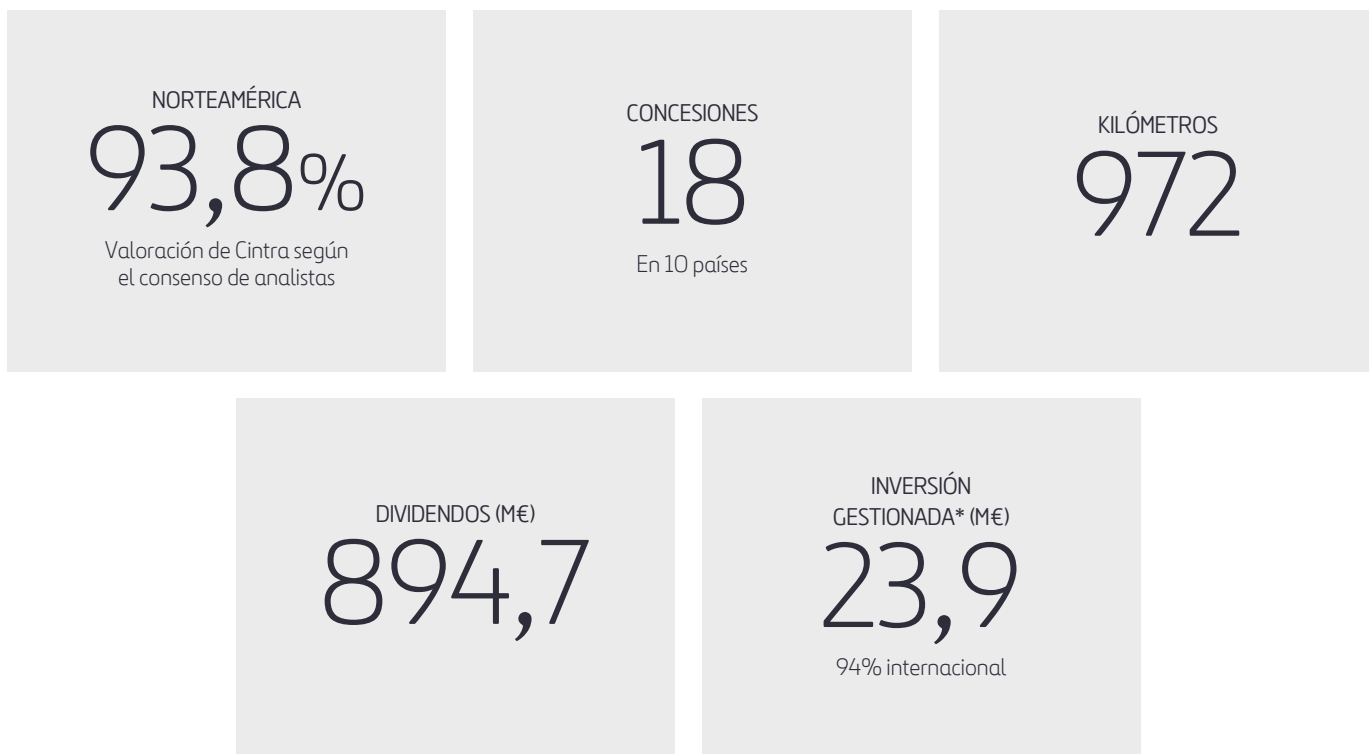 NORTEAMÉRICA
93,8%
Valoración de Cintra según
el consenso de analistas
CONCESIONES
18
En 10 países
KILÓMETROS
972
DIVIDENDOS (M€)
894,7
INVERSIÓN
GESTIONADA* (M€)
23,9
94% internacional